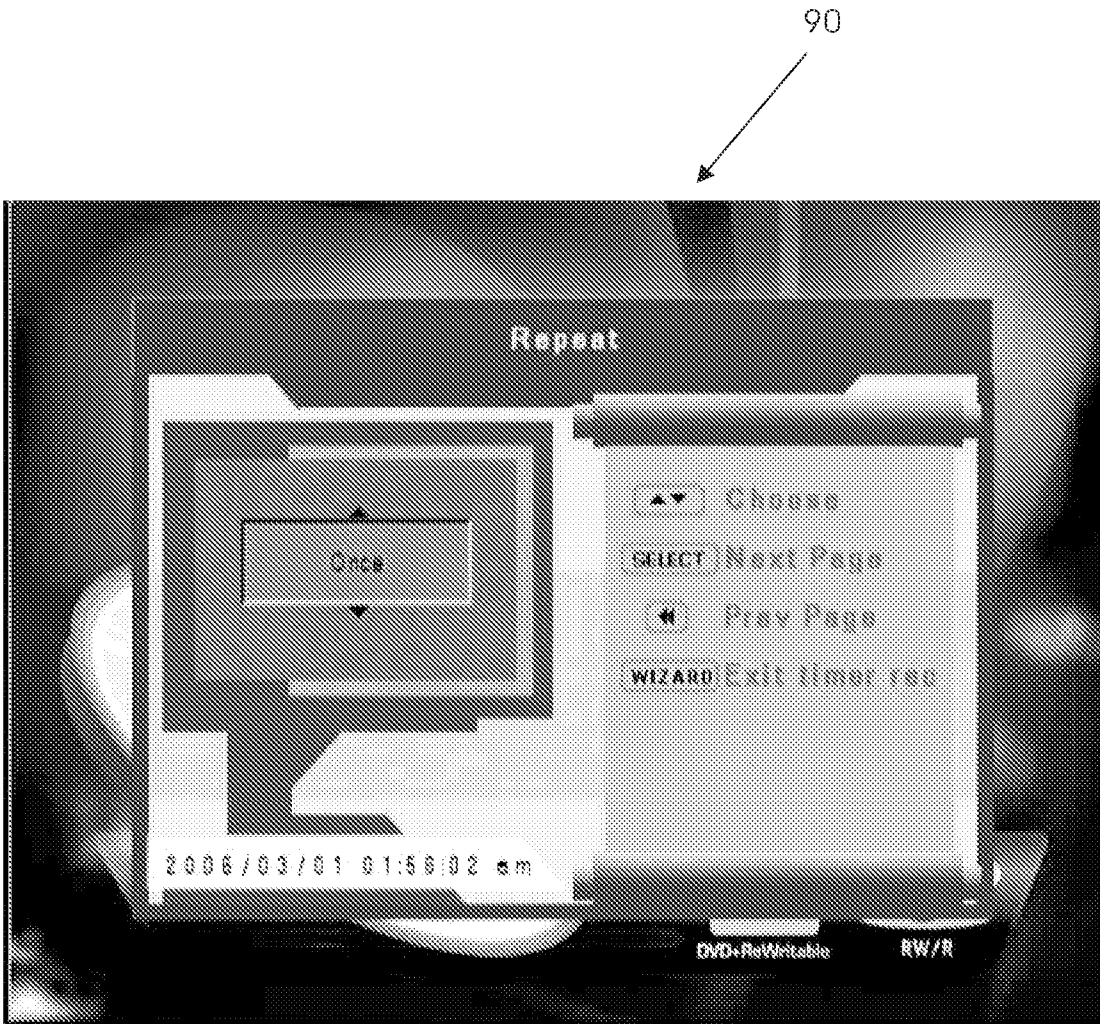 90
Repeat
Once
Choose
SELECT Next Page
Prev Page
WIZARD Exit timer rec
2006/03/01 01:56:02 am
DVD+ReWritable
RW/R